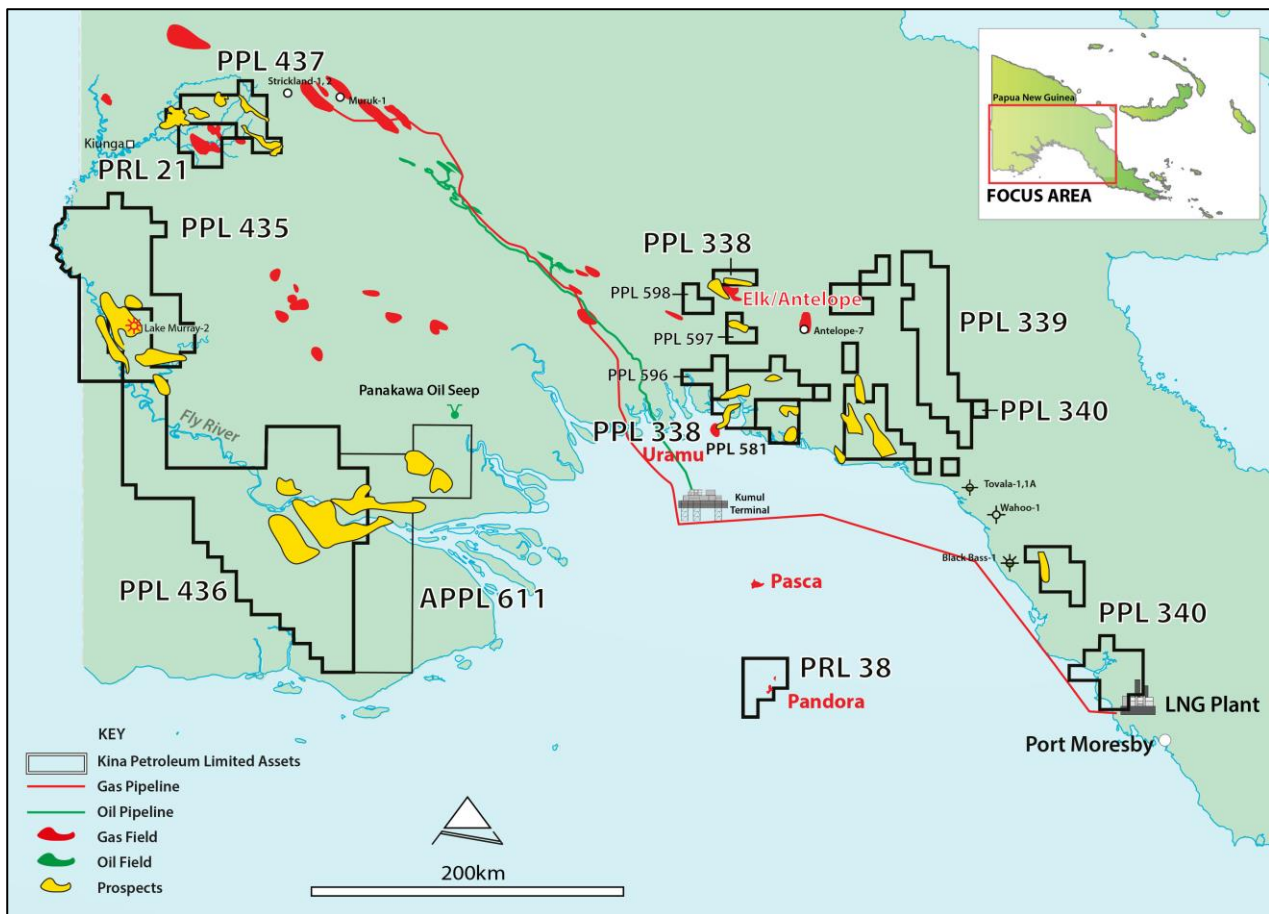 PPL 437
Strickland-1, 2
Muruk-1
Kiunga
PRL 21
PPL 435
Lake Murray-2
Fly River
Panakawa Oil Seep
PPL 436
APPL 611
PPL 338
PPL 598
Elk/Antelope
Antelope-7
PPL 597
PPL 596
PPL 339
PPL 340
PPL 338
PPL 581
Uramu
Kumul
Terminal
Tovala-1,1A
Wahoo-1
Black Bass-1
PPL 340
Pasca
PRL 38
Pandora
LNG Plant
Port Moresby
Papua New Guinea
FOCUS AREA
KEY
Kina Petroleum Limited Assets
Gas Pipeline
Oil Pipeline
Gas Field
Oil Field
Prospects
200km